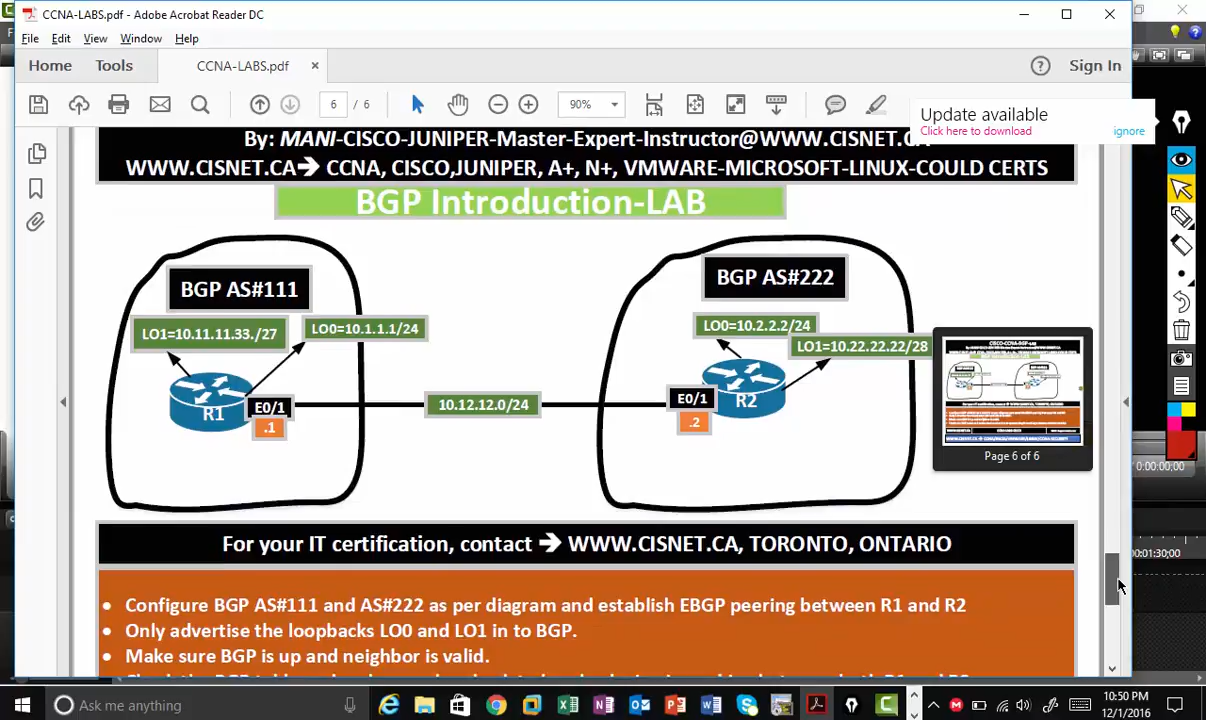 CCNA-LABS.pdf - Adobe Acrobat Reader DC
File Edit View Window Help
Home Tools CCNA-LABS.pdf × Sign In
6 / 6 90%
Update available
Click here to download ignore
By: MANI-CISCO-JUNIPER-Master-Expert-Instructor@WWW.CISNET.CA
WWW.CISNET.CA→ CCNA, CISCO,JUNIPER, A+, N+, VMWARE-MICROSOFT-LINUX-COULD CERTS
BGP Introduction-LAB
BGP AS#111
BGP AS#222
LO1=10.11.11.33./27
LO0=10.1.1.1/24
LO0=10.2.2.2/24
LO1=10.22.22.22/28
R1
E0/1
.1
10.12.12.0/24
E0/1
.2
R2
Page 6 of 6
For your IT certification, contact → WWW.CISNET.CA, TORONTO, ONTARIO
• Configure BGP AS#111 and AS#222 as per diagram and establish EBGP peering between R1 and R2
• Only advertise the loopbacks LO0 and LO1 in to BGP.
• Make sure BGP is up and neighbor is valid.
0:00:00;00
00:01:30;00
Ask me anything
10:50 PM
12/1/2016